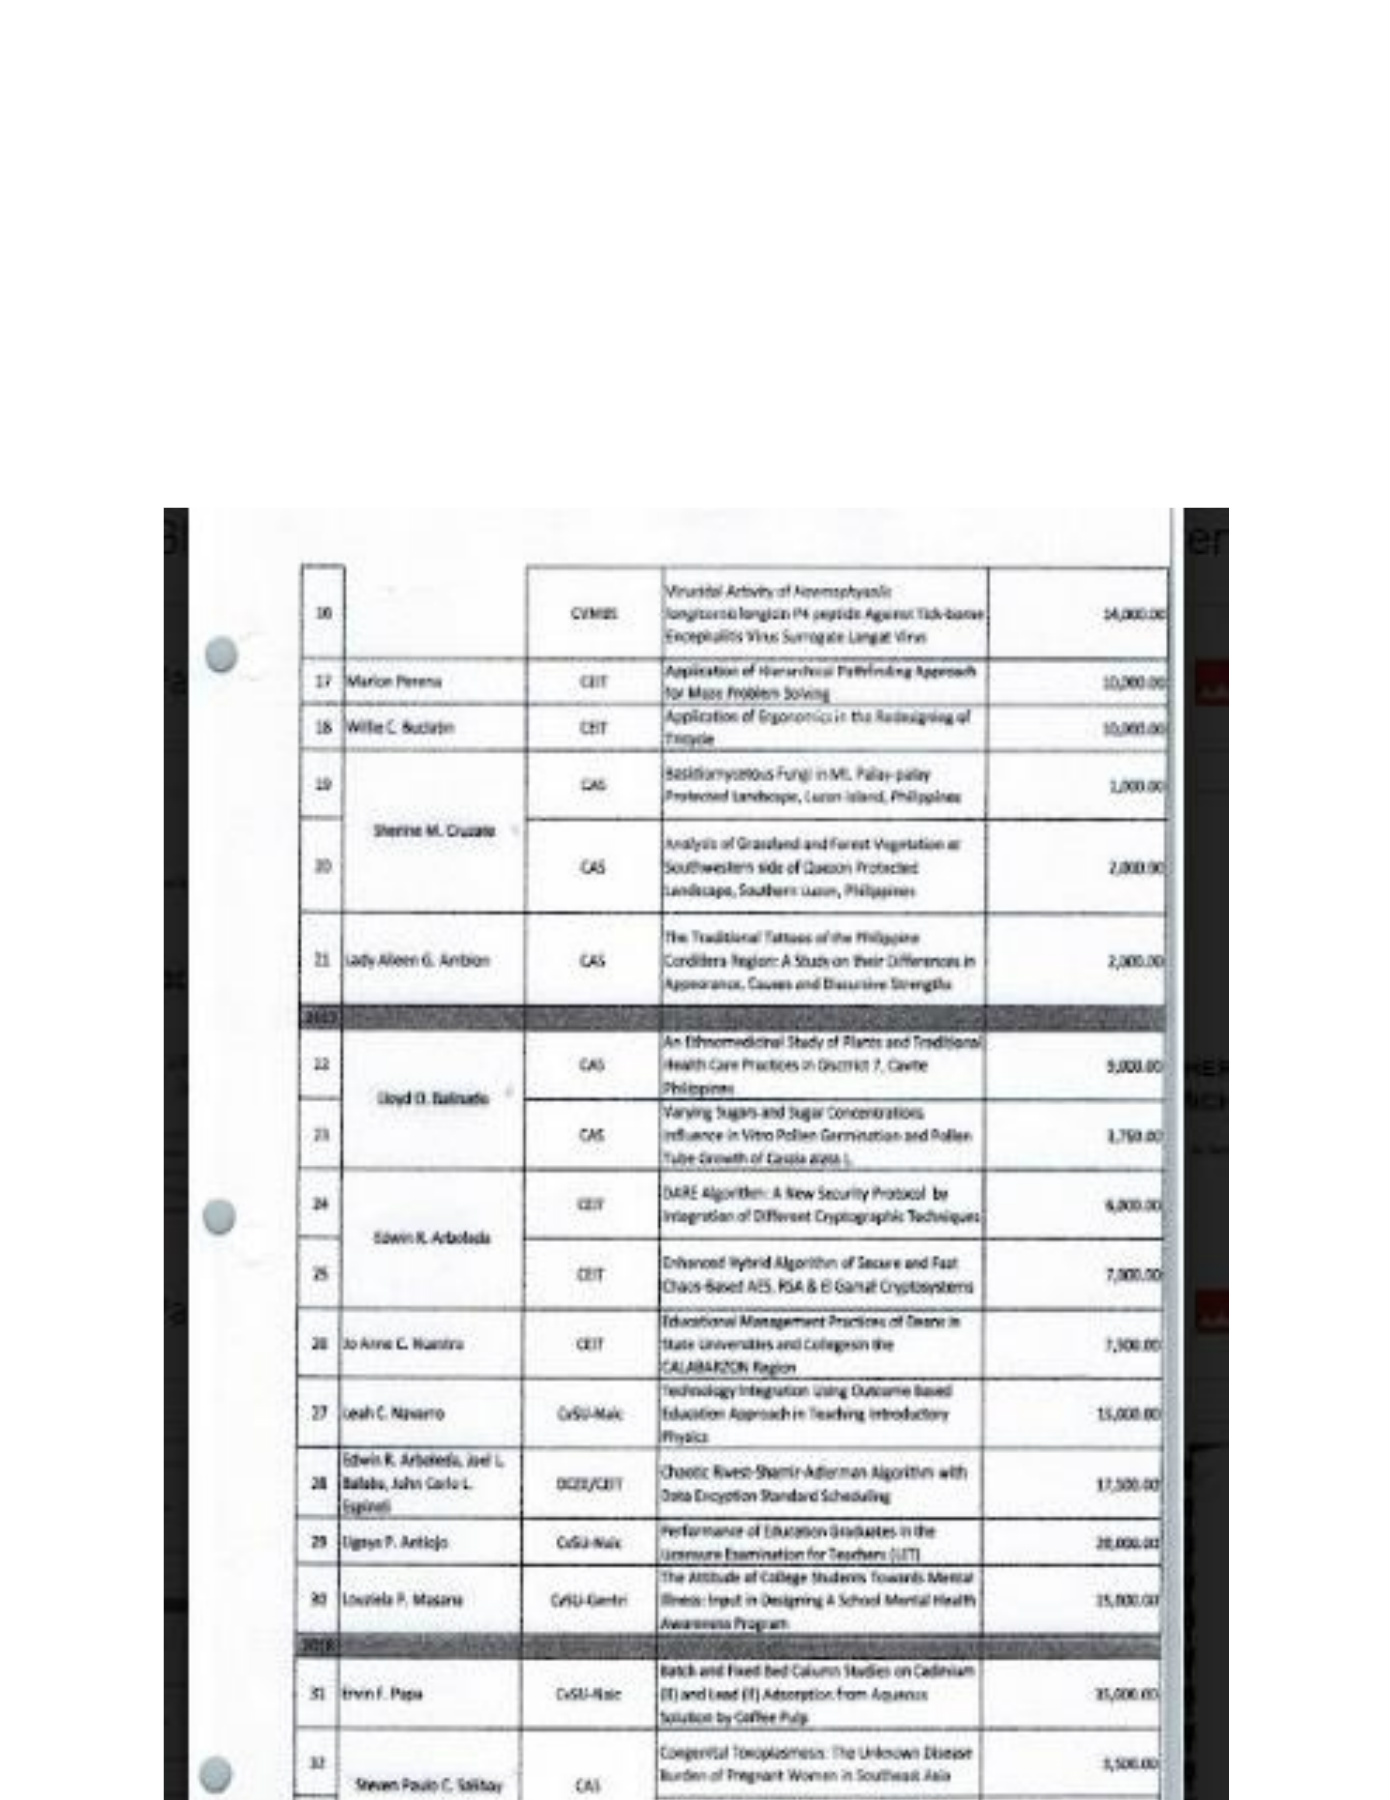 16
CVMBS
Virucidal Activity of
P4 peptide Against Tick-borne
Encephalitis Virus Surrogate Langat Virus
14,000.00
17
Marlon Perena
CEIT
Application of Hierarchical Pathfinding Approach
for Maze Problem Solving
10,000.00
18
Willie C. Buclatin
CEIT
Application of Ergonomics in the Redesigning of
Tricycle
10,000.00
19
Sherine M. Cruzate
CAS
Basidiomycetous Fungi in Mt. Palay-palay
Protected Landscape, Luzon Island, Philippines
1,000.00
20
CAS
Analysis of Grassland and Forest Vegetation at
Southwestern side of Quezon Protected
Landscape, Southern Luzon, Philippines
2,000.00
21
Lady Aileen G. Ambion
CAS
The Traditional Tattoos of the Philippine
Cordillera Region: A Study on their Differences in
Appearance, Causes and Discursive Strengths
2,000.00
2017
22
Lloyd O. Balinado
CAS
An Ethnomedicinal Study of Plants and Traditional
Health Care Practices in District 7, Cavite
Philippines
23
CAS
Varying Sugars and Sugar Concentrations
Influence in Vitro Pollen Germination and Pollen
Tube Growth of Cassia alata L.
3,750.00
24
Edwin R. Arboleda
CEIT
DARE Algorithm: A New Security Protocol by
Integration of Different Cryptographic Techniques
6,000.00
25
CEIT
Enhanced Hybrid Algorithm of Secure and Fast
Chaos-Based AES, RSA & El Gamal Cryptosystems
7,000.00
26
Jo Anne C.
CEIT
Educational Management Practices of Deans in
State Universities and Collegesin the
CALABARZON Region
7,500.00
27
Leah C. Navarro
CvSU-Naic
Technology Integration Using Outcome Based
Education Approach in Teaching Introductory
Physics
15,000.00
28
Edwin R. Arboleda, Joel L.
Balaba, John Carlo L.
Espineli
DCEE/CEIT
Chaotic Rivest-Shamir-Adlerman Algorithm with
Data Encyption Standard Scheduling
17,500.00
29
P. Antiojo
CvSU-Naic
Performance of Education Graduates in the
Licensure Examination for Teachers (LET)
20,000.00
30
P. Masana
CvSU-Gentri
The Attitude of College Students Towards Mental
Illness: Input in Designing A School Mental Health
Awareness Program
2018
31
Ervin F. Papa
CvSU-Naic
Batch and Fixed Bed Column Studies on Cadmium
(II) and Lead (II) Adsorption from Aqueous
Solution by Coffee Pulp
35,000.00
32
Steven Paulo C. Salibay
CAS
Congenital Toxoplasmosis: The Unknown Disease
Burden of Pregnant Women in Southeast Asia
3,500.00